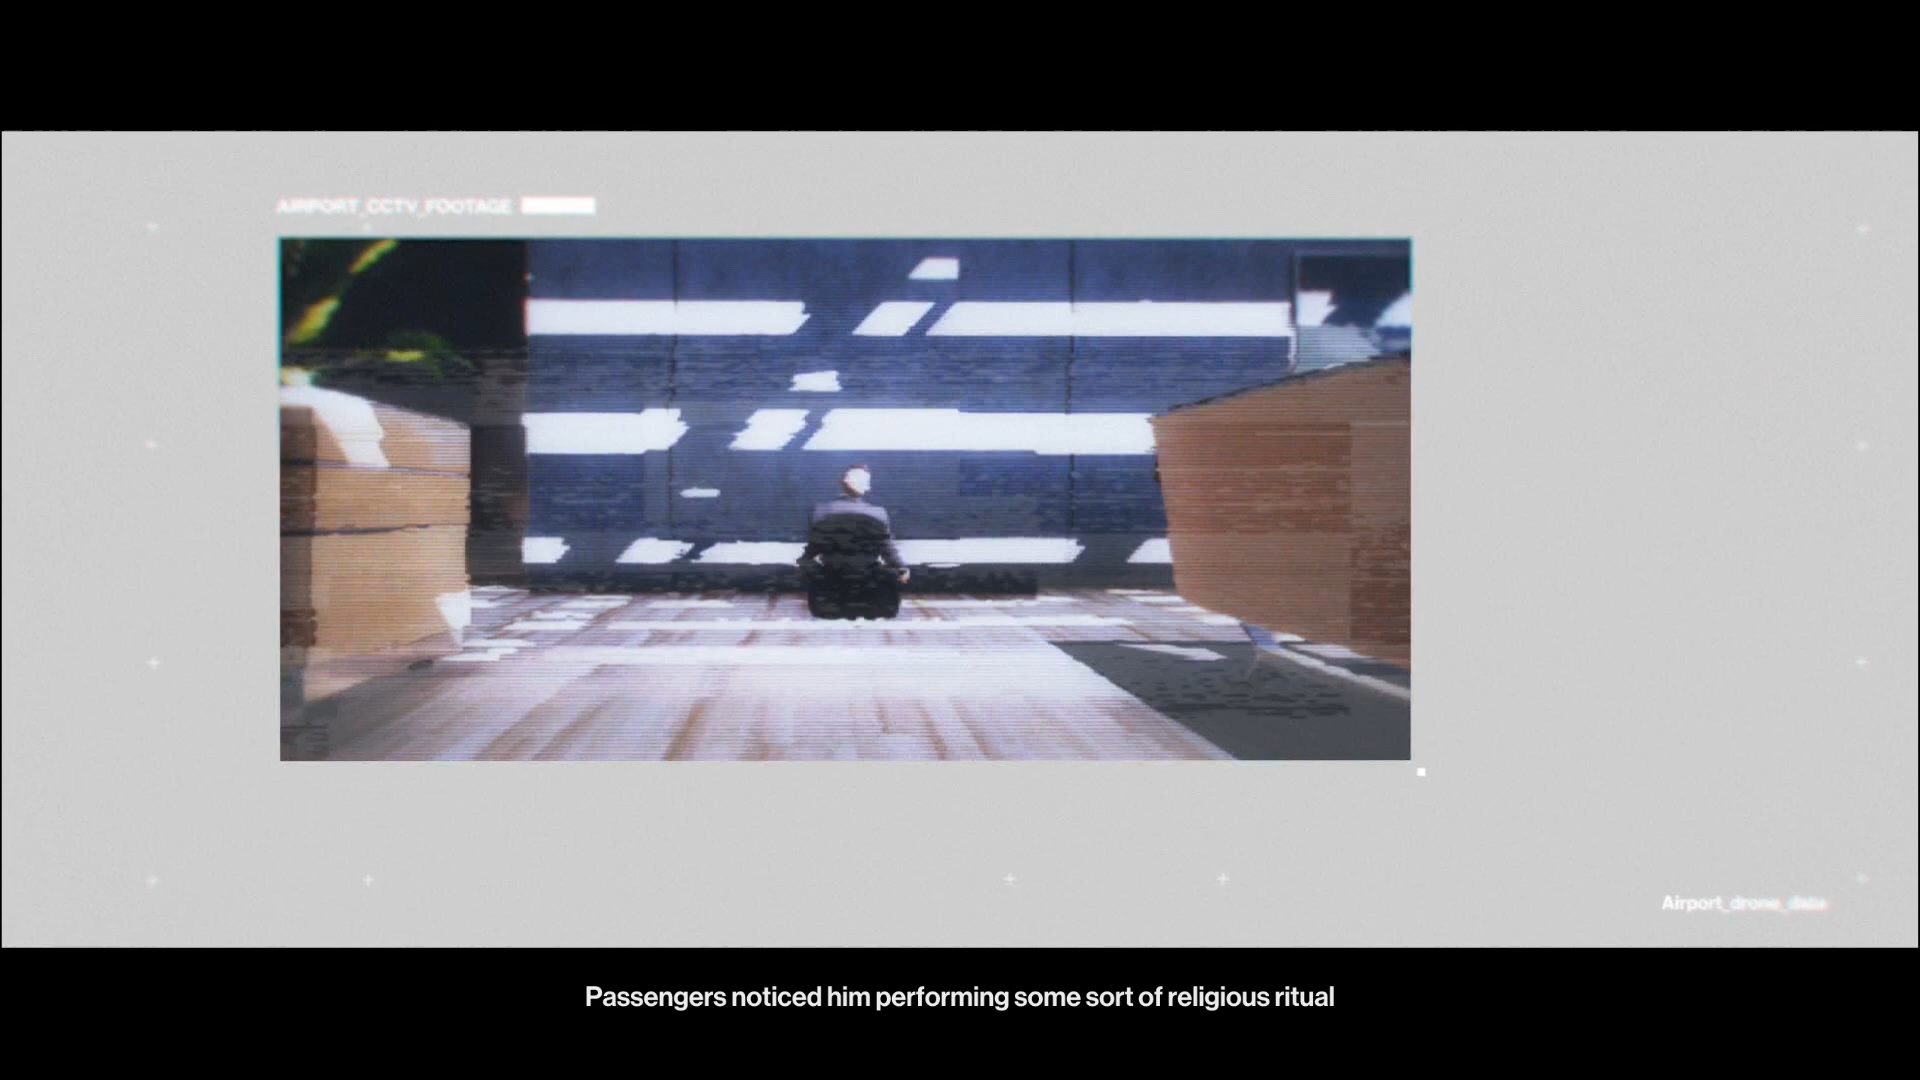 AIRPORT_CCTV_FOOTAGE
Airport_drone_data
Passengers noticed him performing some sort of religious ritual